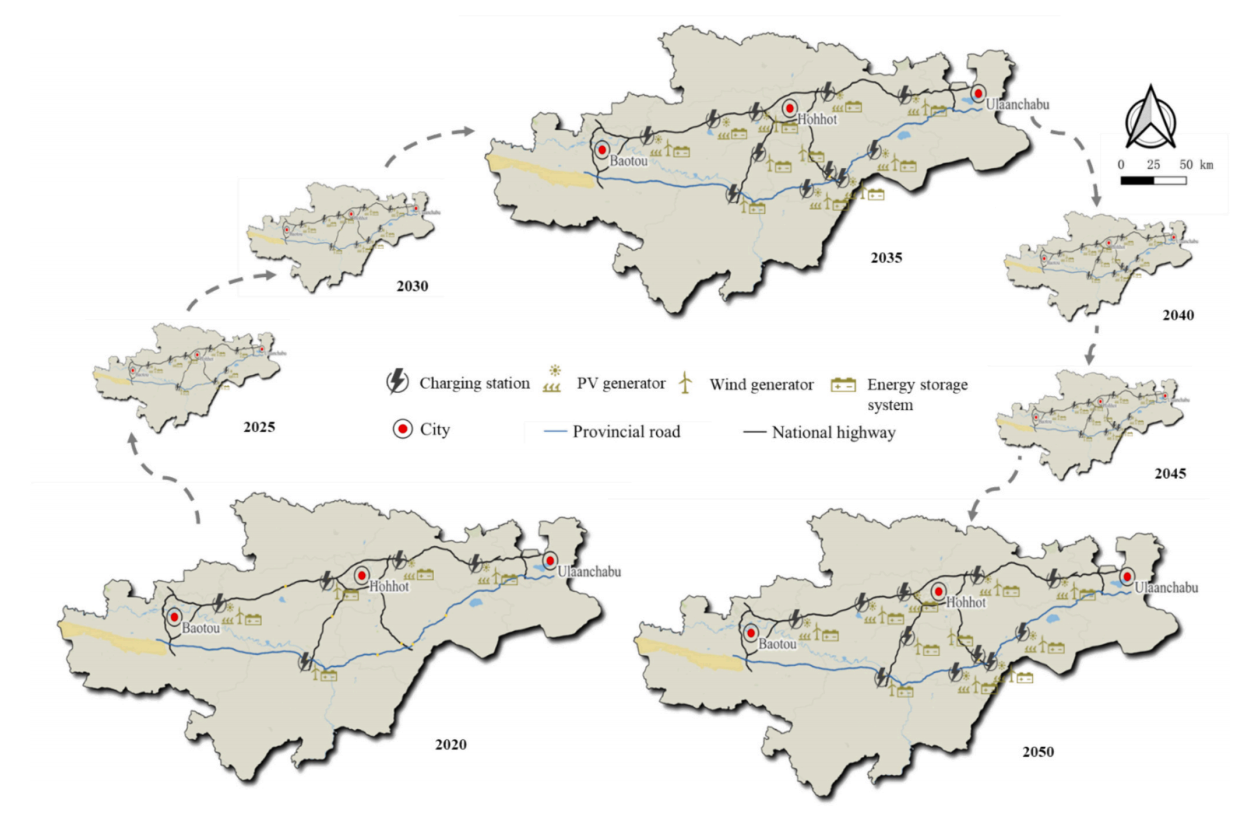 Hohhot
Ulaanchabu
Baotou
0 25 50 km
2035
2030
2040
2025
2045
Charging station
PV generator
Wind generator
Energy storage
system
City
Provincial road
National highway
Hohhot
Ulaanchabu
Baotou
2020
Hohhot
Ulaanchabu
Baotou
2050